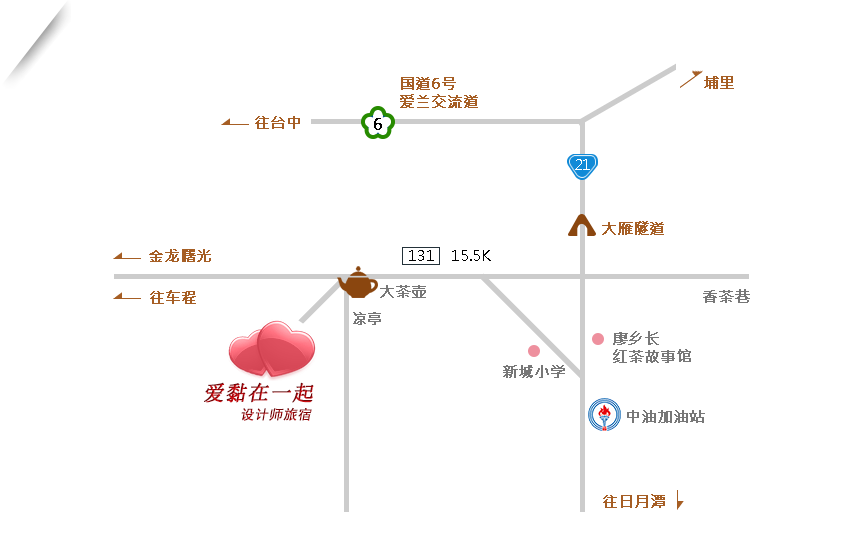 国道6号
爱兰交流道
埔里
往台中
6
21
大雁隧道
金龙曙光
131
15.5K
往车程
大茶壶
香茶巷
凉亭
廖乡长
红茶故事馆
新城小学
爱黏在一起
设计师旅宿
中油加油站
往日月潭